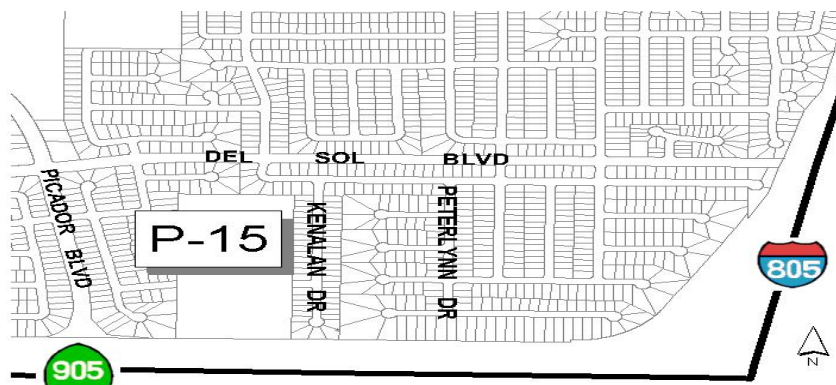 DEL SOL BLVD
PICADOR BLVD
P-15
KENALAN DR
PETERLYNN DR
805
N
905